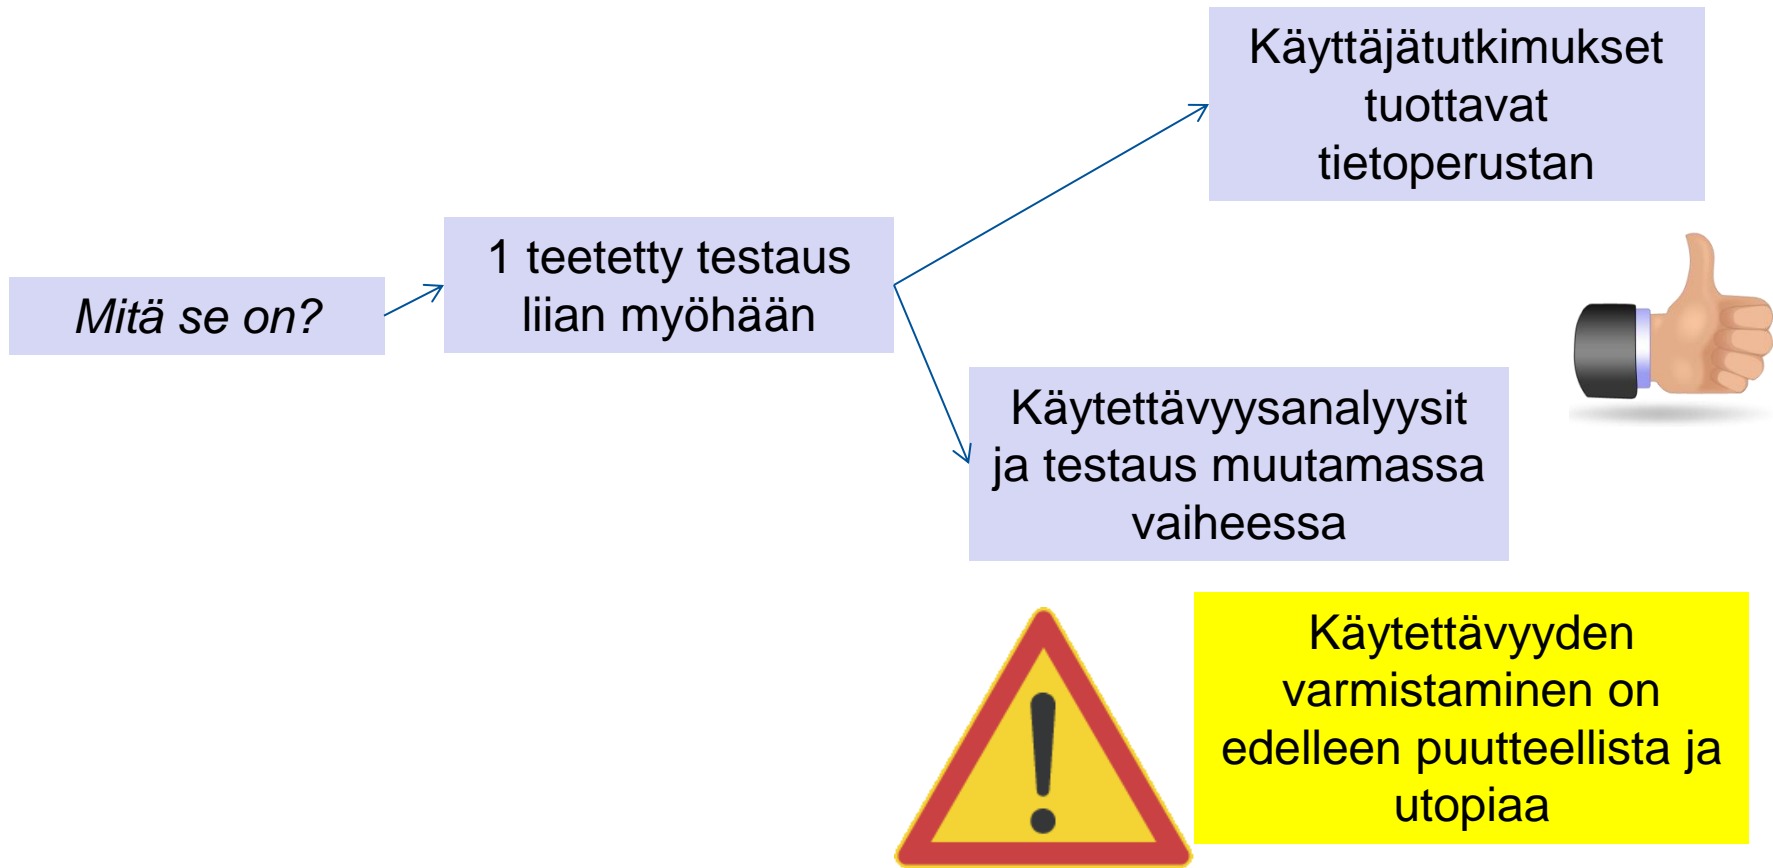 Mitä se on?
1 teetetty testaus
liian myöhään
Käyttäjätutkimukset
tuottavat
tietoperustan
Käytettävyysanalyysit
ja testaus muutamassa
vaiheessa
Käytettävyyden
varmistaminen on
edelleen puutteellista ja
utopiaa